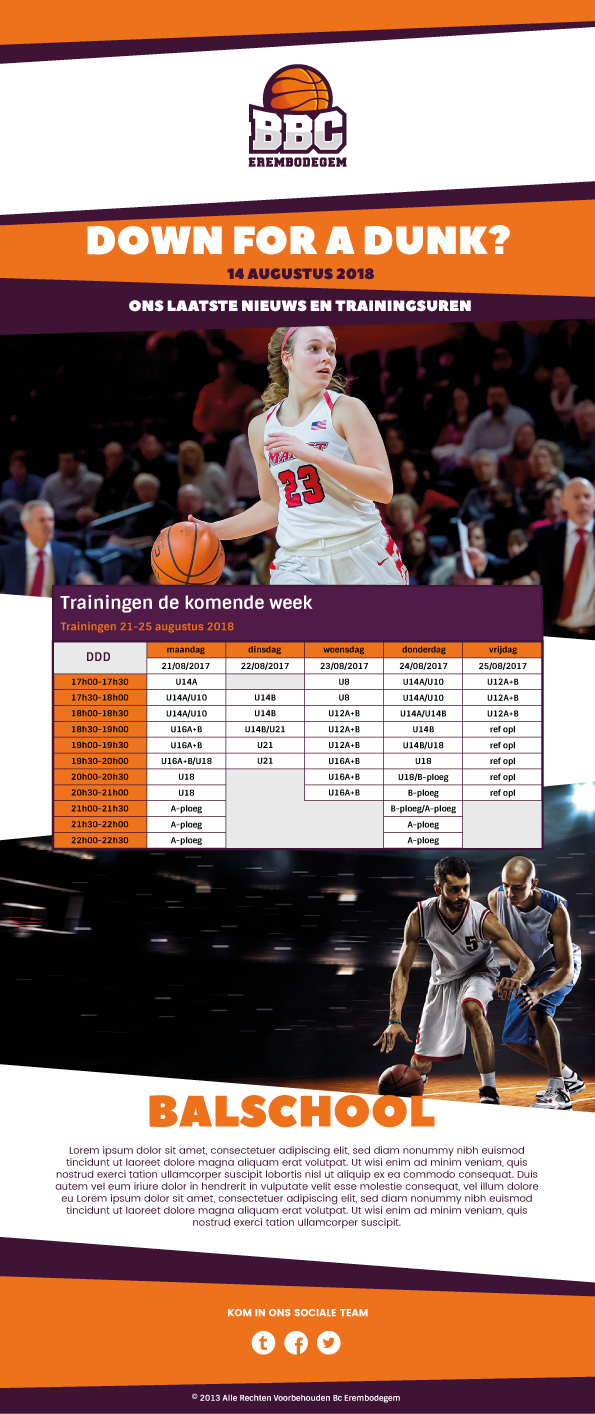 BBC
EREMBODEGEM
DOWN FOR A DUNK?
14 AUGUSTUS 2018
ONS LAATSTE NIEUWS EN TRAININGSUREN
23
Trainingen de komende week
Trainingen 21-25 augustus 2018
DDD maandag dinsdag woensdag donderdag vrijdag
21/08/2017 22/08/2017 23/08/2017 24/08/2017 25/08/2017
17h00-17h30 U14A U8 U14A/U10 U12A+B
17h30-18h00 U14A/U10 U14B U8 U14A/U10 U12A+B
18h00-18h30 U14A/U10 U14B U12A+B U14A/U14B U12A+B
18h30-19h00 U16A+B U14B/U21 U12A+B U14B ref opl
19h00-19h30 U16A+B U21 U12A+B U14B/U18 ref opl
19h30-20h00 U16A+B/U18 U21 U16A+B U18 ref opl
20h00-20h30 U18 U16A+B U18/B-ploeg ref opl
20h30-21h00 U18 U16A+B B-ploeg ref opl
21h00-21h30 A-ploeg B-ploeg/A-ploeg
21h30-22h00 A-ploeg A-ploeg
22h00-22h30 A-ploeg A-ploeg
5
BALSCHOOL
Lorem ipsum dolor sit amet, consectetuer adipiscing elit, sed diam nonummy nibh euismod
tincidunt ut laoreet dolore magna aliquam erat volutpat. Ut wisi enim ad minim veniam, quis
nostrud exerci tation ullamcorper suscipit lobortis nisl ut aliquip ex ea commodo consequat. Duis
autem vel eum iriure dolor in hendrerit in vulputate velit esse molestie consequat, vel illum dolore
eu Lorem ipsum dolor sit amet, consectetuer adipiscing elit, sed diam nonummy nibh euismod
tincidunt ut laoreet dolore magna aliquam erat volutpat. Ut wisi enim ad minim veniam, quis
nostrud exerci tation ullamcorper suscipit.
KOM IN ONS SOCIALE TEAM
© 2013 Alle Rechten Voorbehouden Bc Erembodegem